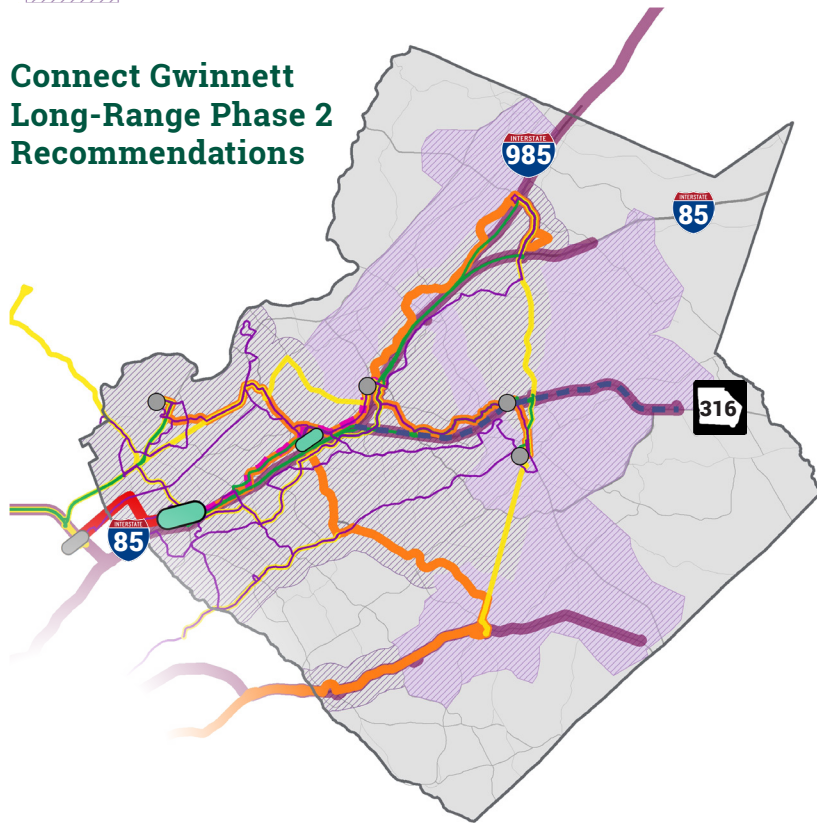 Connect Gwinnett
Long-Range Phase 2
Recommendations
INTERSTATE
985
INTERSTATE
85
316
INTERSTATE
85